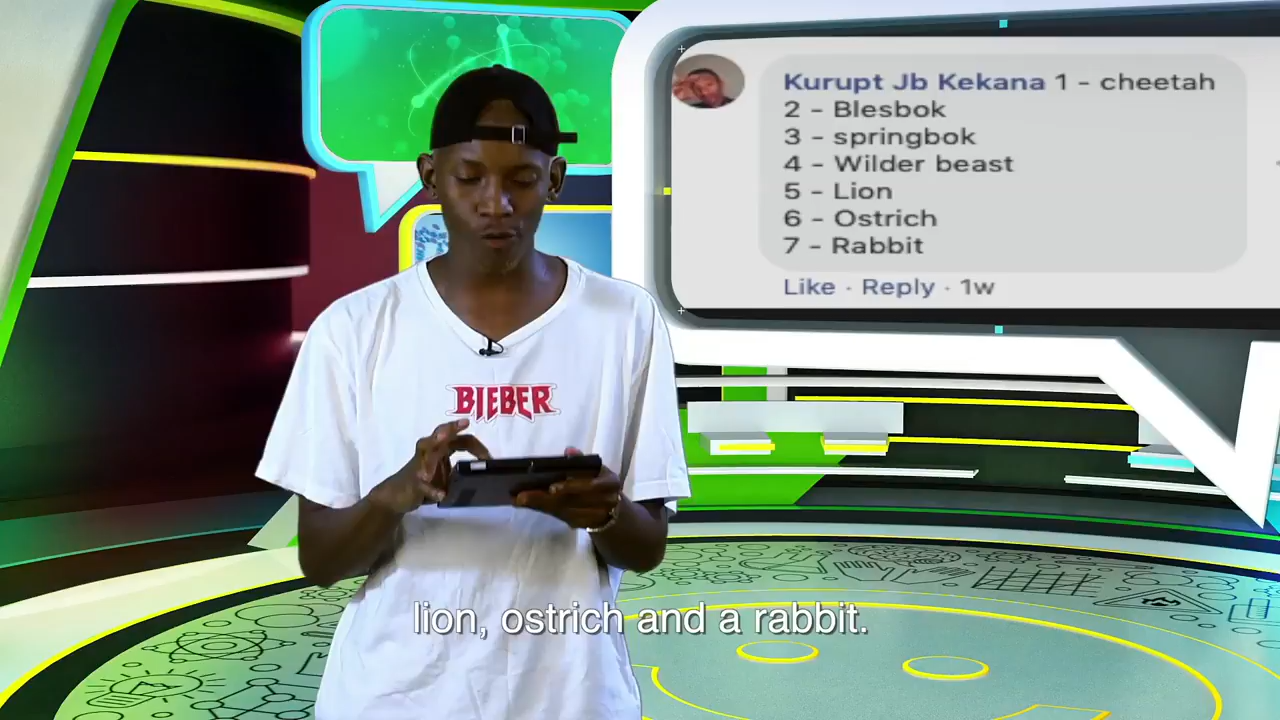 Kurupt Jb Kekana 1 - cheetah
2 - Blesbok
3 - springbok
4 - Wilder beast
5 - Lion
6 - Ostrich
7 - Rabbit
Like · Reply · 1w
BIEBER
lion, ostrich and a rabbit.